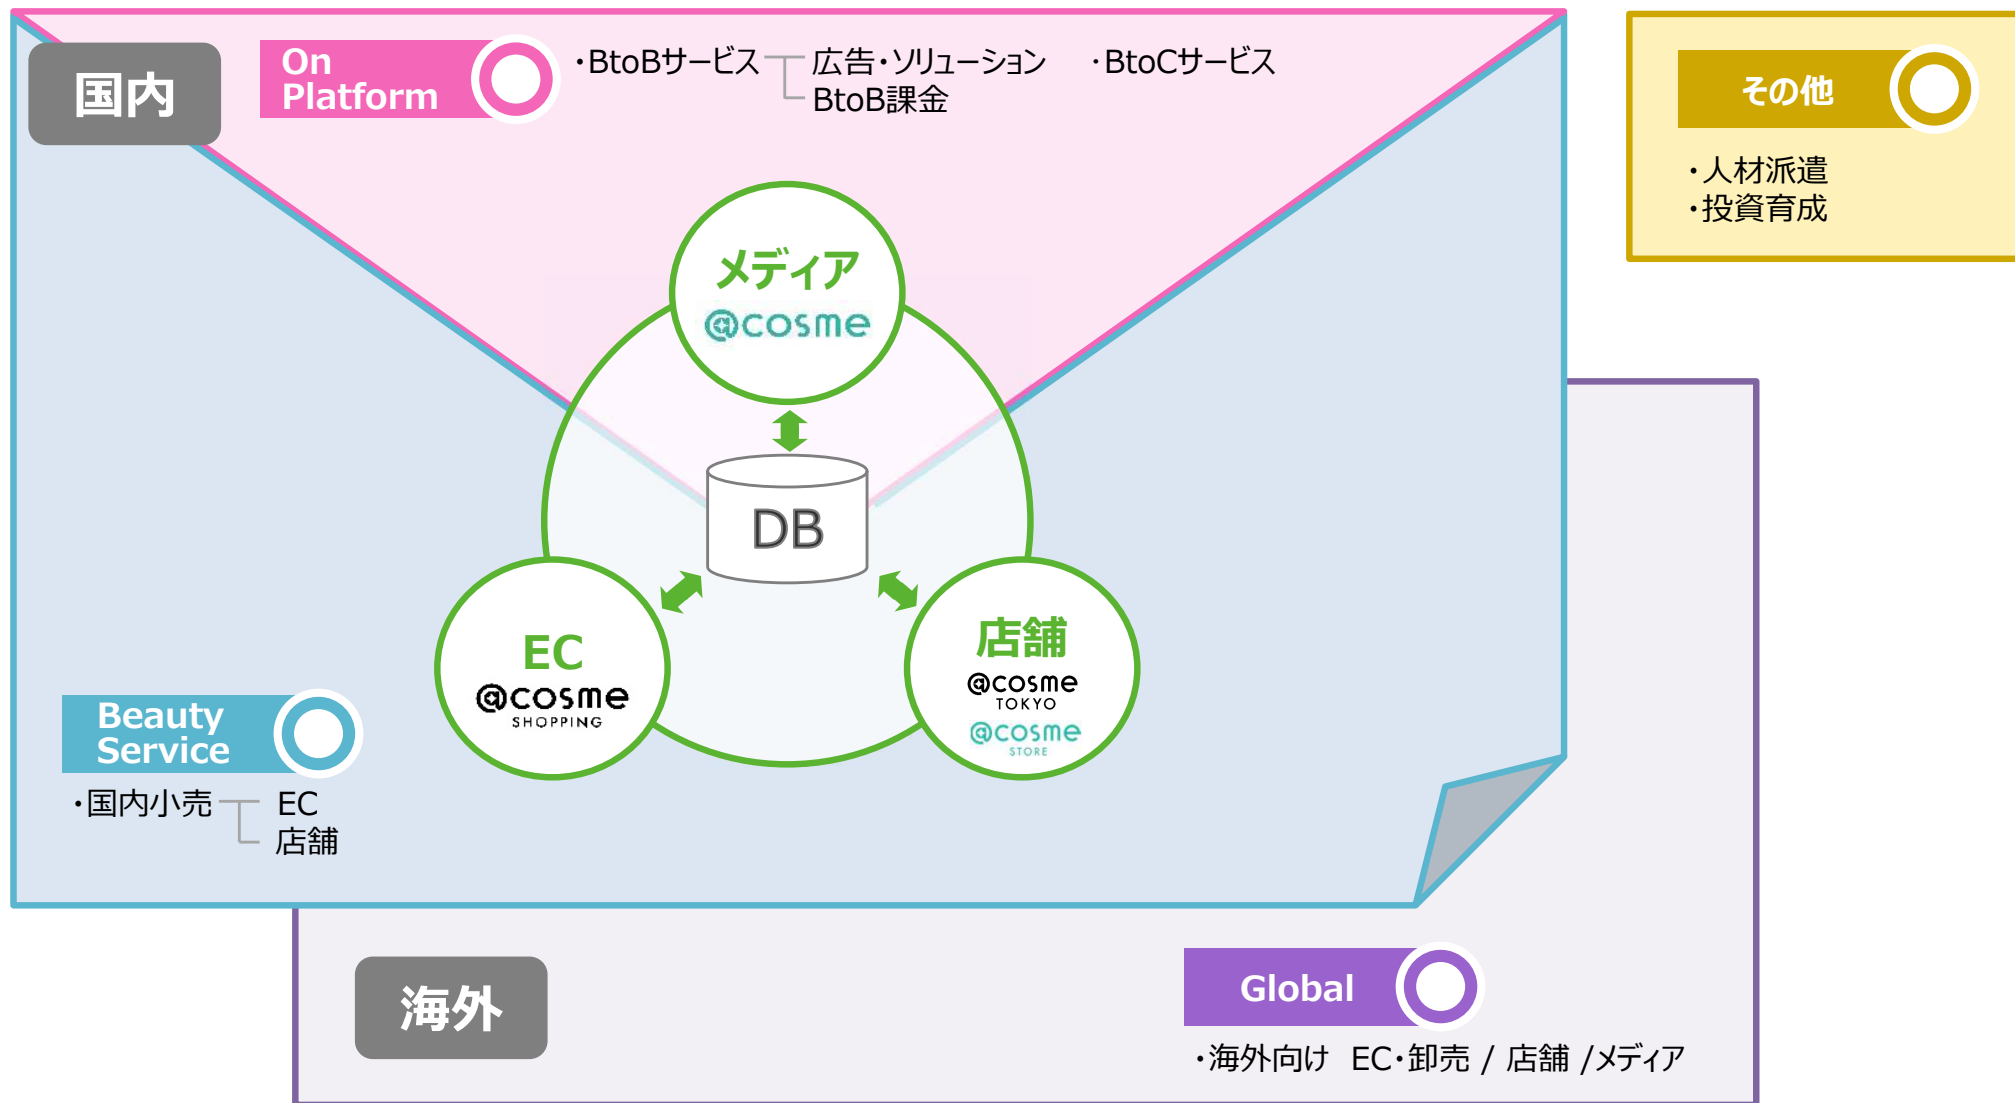 国内
On
Platform
・BtoBサービス 広告・ソリューション ・BtoCサービス
BtoB課金
その他
・人材派遣
・投資育成
メディア
@cosme
DB
EC
@cosme
SHOPPING
店舗
@cosme
TOKYO
@cosme
STORE
Beauty
Service
・国内小売 EC
店舗
海外
Global
・海外向け EC・卸売 / 店舗 /メディア